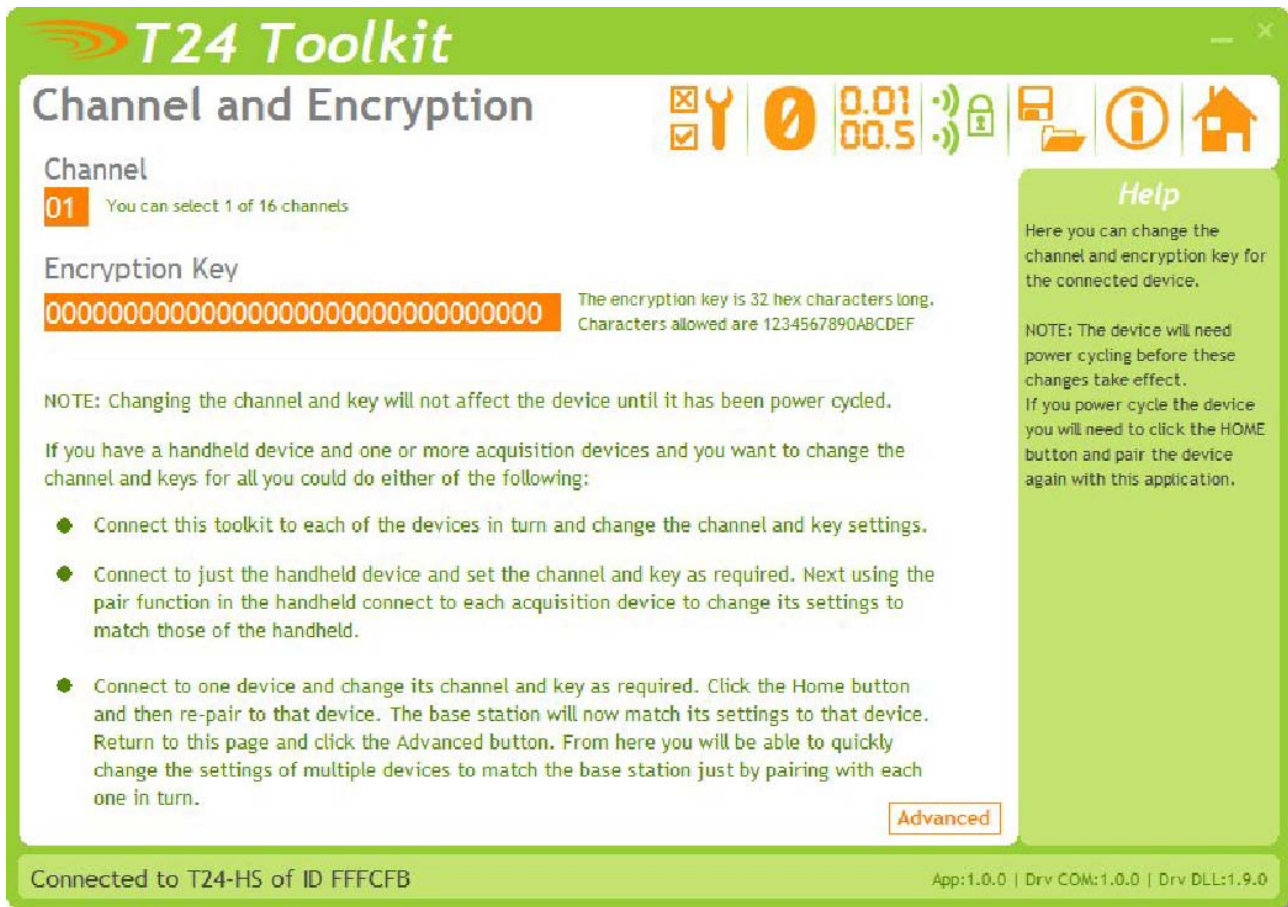 T24 Toolkit
Channel and Encryption
0
0.01
00.5
Channel
01
You can select 1 of 16 channels
Encryption Key
00000000000000000000000000000000
The encryption key is 32 hex characters long.
Characters allowed are 1234567890ABCDEF
NOTE: Changing the channel and key will not affect the device until it has been power cycled.
If you have a handheld device and one or more acquisition devices and you want to change the
channel and keys for all you could do either of the following:
Connect this toolkit to each of the devices in turn and change the channel and key settings.
Connect to just the handheld device and set the channel and key as required. Next using the
pair function in the handheld connect to each acquisition device to change its settings to
match those of the handheld.
Connect to one device and change its channel and key as required. Click the Home button
and then re-pair to that device. The base station will now match its settings to that device.
Return to this page and click the Advanced button. From here you will be able to quickly
change the settings of multiple devices to match the base station just by pairing with each
one in turn.
Advanced
Help
Here you can change the
channel and encryption key for
the connected device.
NOTE: The device will need
power cycling before these
changes take effect.
If you power cycle the device
you will need to click the HOME
button and pair the device
again with this application.
Connected to T24-HS of ID FFFCFB
App:1.0.0 | Drv COM:1.0.0 | Drv DLL:1.9.0